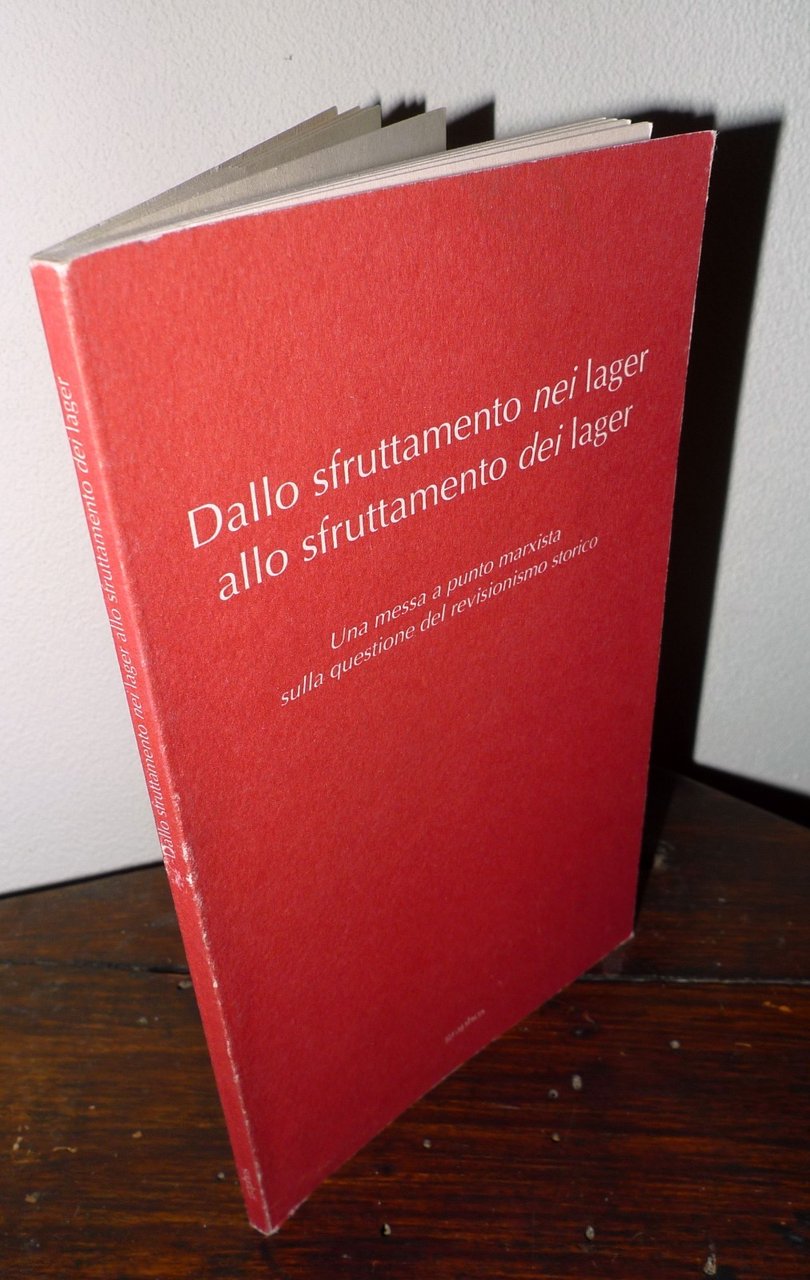 Dallo sfruttamento nei lager
allo sfruttamento dei lager
Una messa a punto marxista
sulla questione del revisionismo storico
Dallo sfruttamento nei lager allo sfruttamento dei lager